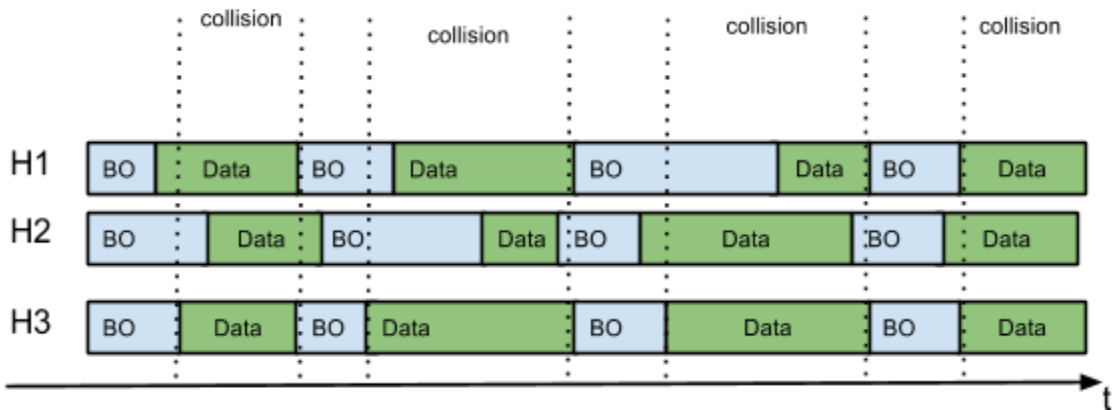 collision collision collision collision
H1 BO Data BO Data BO Data BO Data
H2 BO Data BO Data BO Data BO Data
H3 BO Data BO Data BO Data BO Data
t